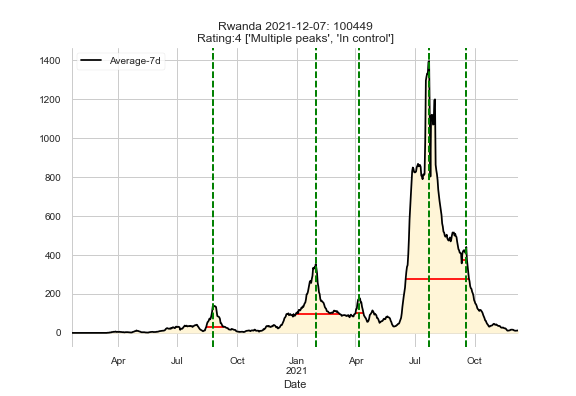 Rwanda 2021-12-07: 100449
Rating:4 ['Multiple peaks', 'In control']
Average-7d
1400
1200
1000
800
600
400
200
0
Apr Jul Oct Jan Apr Jul Oct
2021
Date